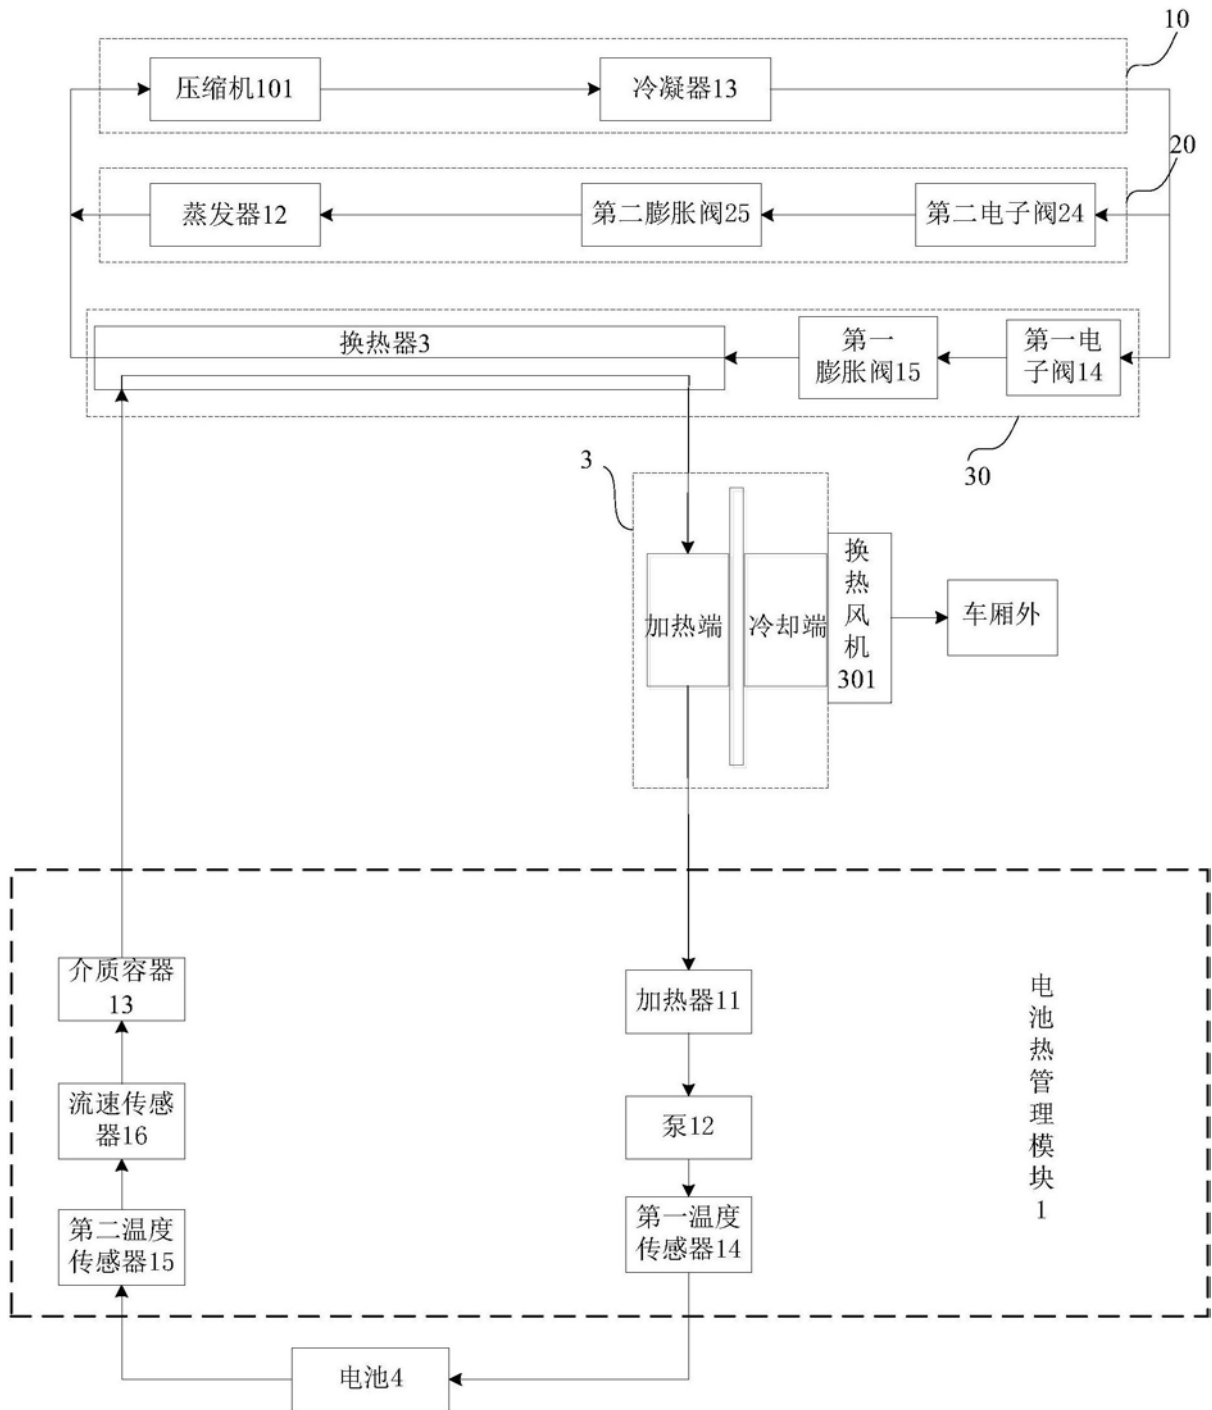 10
压缩机101
冷凝器13
20
蒸发器12
第二膨胀阀25
第二电子阀24
换热器3
第一
膨胀阀15
第一电
子阀14
30
3
加热端
冷却端
换
热
风
机
301
车厢外
介质容器
13
加热器11
电
池
热
管
理
模
块
1
流速传感
器16
泵12
第二温度
传感器15
第一温度
传感器14
电池4